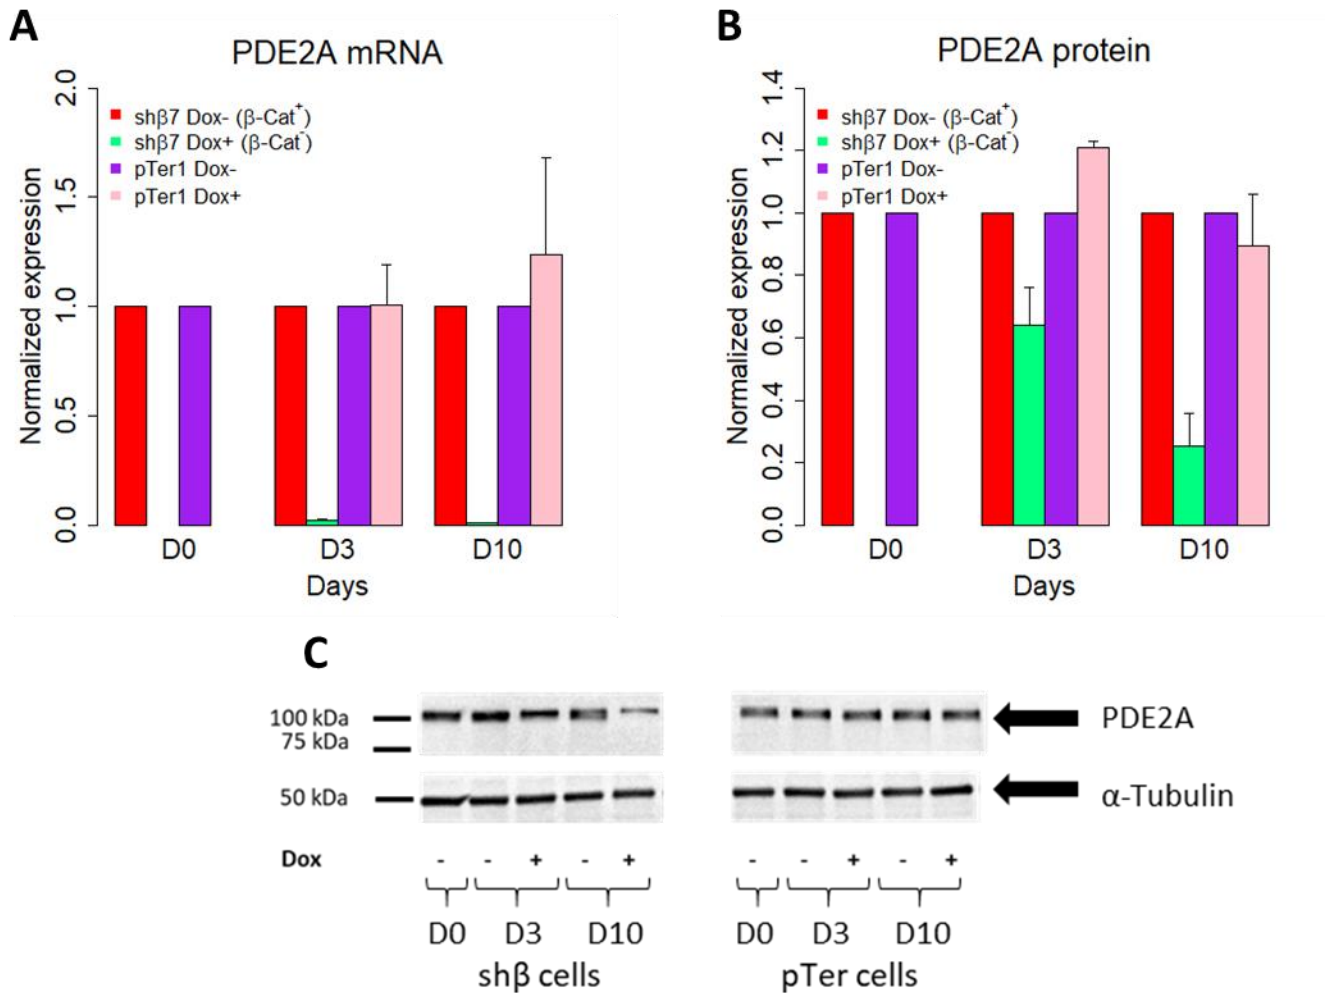 A
PDE2A mRNA
Normalized expression
2.0
1.5
1.0
0.5
0.0
shβ7 Dox- (β-Cat⁺)
shβ7 Dox+ (β-Cat⁻)
pTer1 Dox-
pTer1 Dox+
D0 D3 D10
Days
B
PDE2A protein
Normalized expression
1.4
1.2
1.0
0.8
0.6
0.4
0.2
0.0
shβ7 Dox- (β-Cat⁺)
shβ7 Dox+ (β-Cat⁻)
pTer1 Dox-
pTer1 Dox+
D0 D3 D10
Days
C
100 kDa
75 kDa
50 kDa
PDE2A
α-Tubulin
Dox - - + - + - - + - +
D0 D3 D10 D0 D3 D10
shβ cells pTer cells